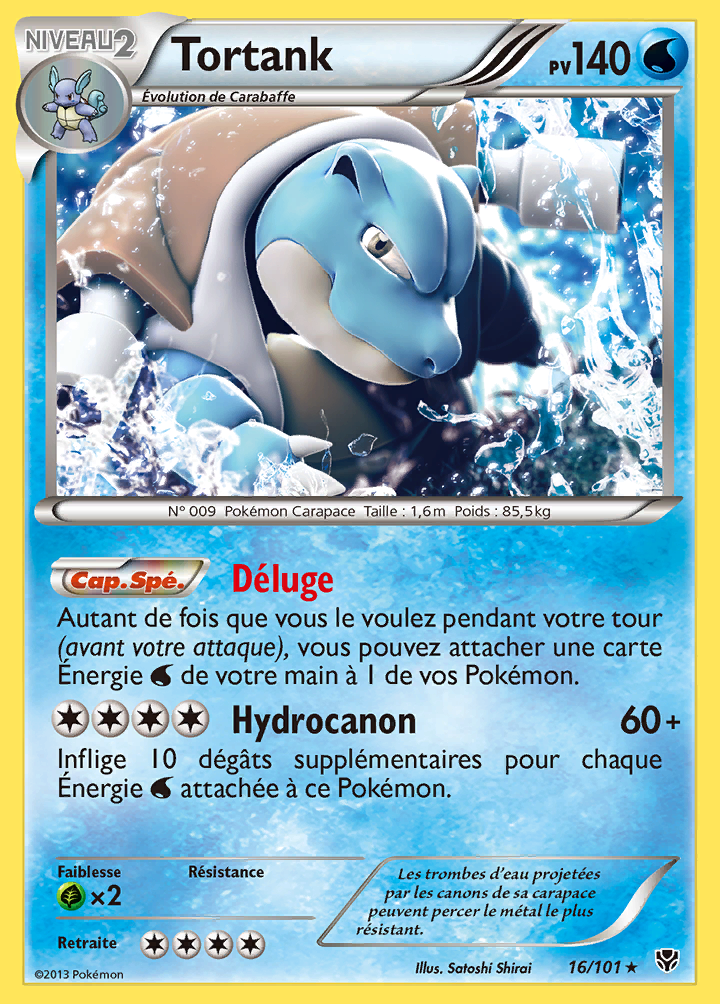 NIVEAU2
Tortank
PV140
Évolution de Carabaffe
N° 009 Pokémon Carapace Taille : 1,6 m Poids : 85,5kg
Cap.Spé. Déluge
Autant de fois que vous le voulez pendant votre tour
(avant votre attaque), vous pouvez attacher une carte
Énergie de votre main à 1 de vos Pokémon.
Hydrocanon 60+
Inflige 10 dégâts supplémentaires pour chaque
Énergie attachée à ce Pokémon.
Faiblesse Résistance
×2
Retraite
Les trombes d'eau projetées
par les canons de sa carapace
peuvent percer le métal le plus
résistant.
©2013 Pokémon
Illus. Satoshi Shirai
16/101 ★